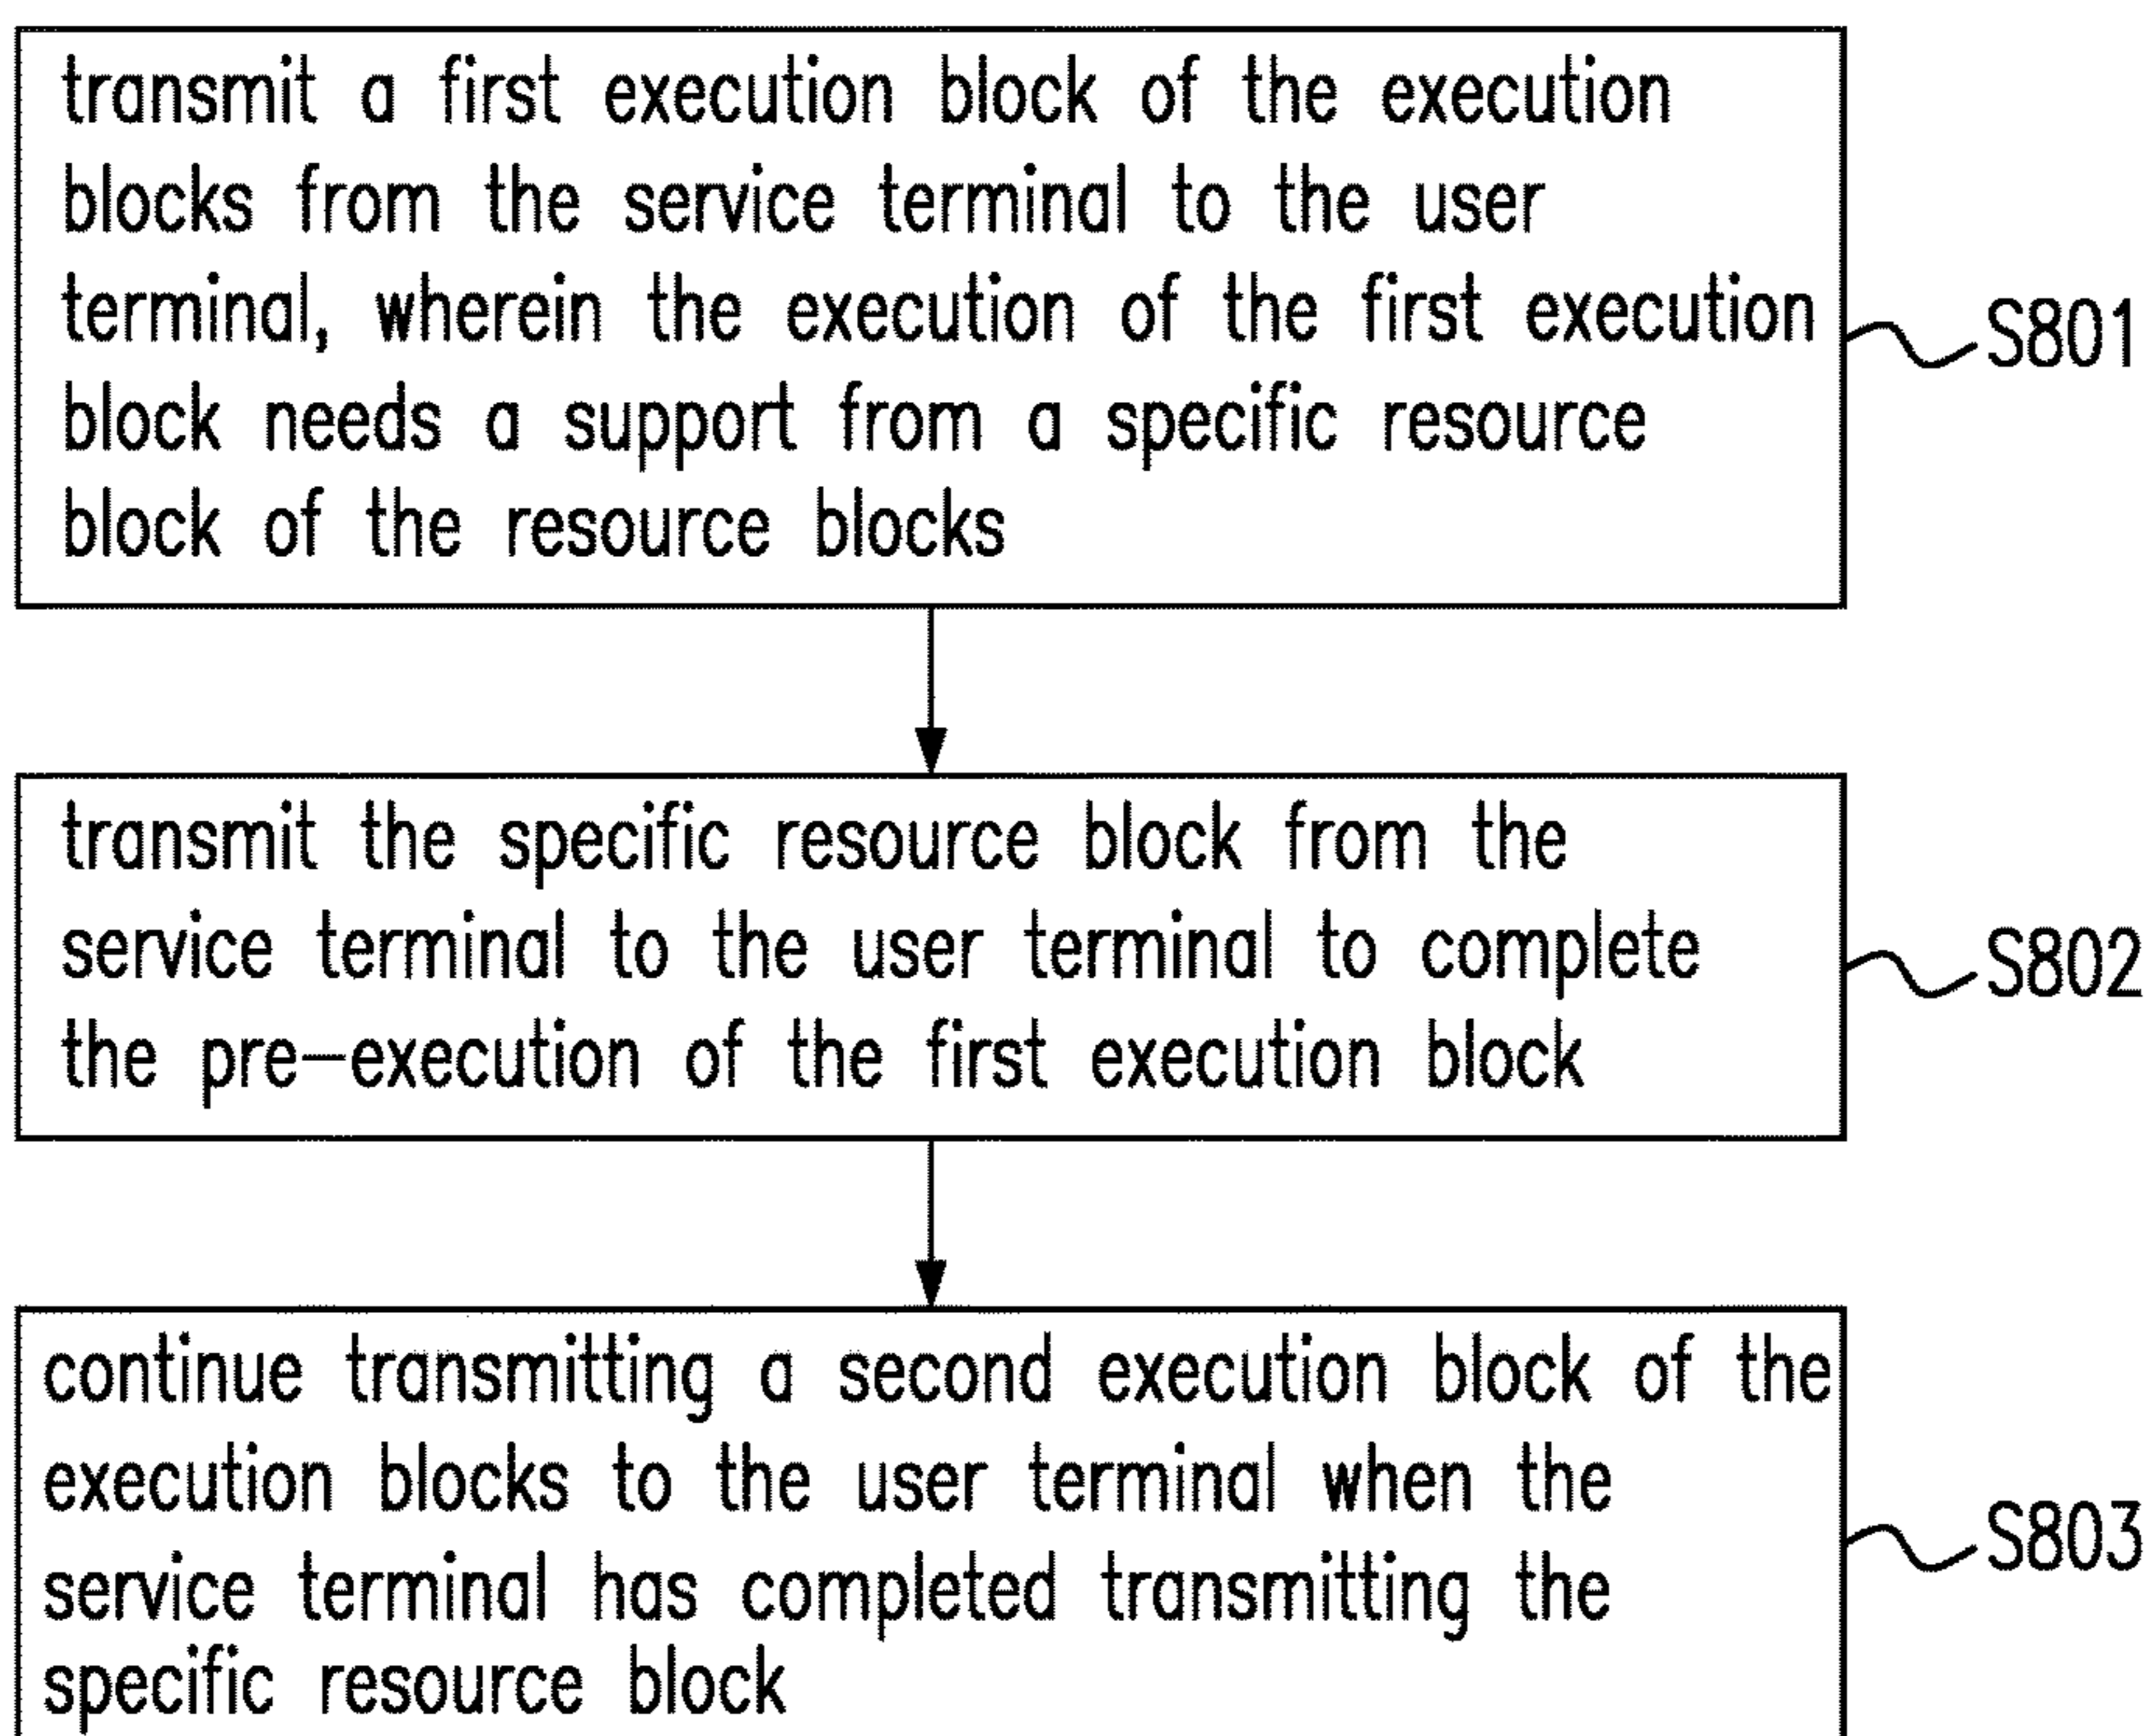 transmit a first execution block of the execution
blocks from the service terminal to the user
terminal, wherein the execution of the first execution
block needs a support from a specific resource
block of the resource blocks
S801
transmit the specific resource block from the
service terminal to the user terminal to complete
the pre-execution of the first execution block
S802
continue transmitting a second execution block of the
execution blocks to the user terminal when the
service terminal has completed transmitting the
specific resource block
S803